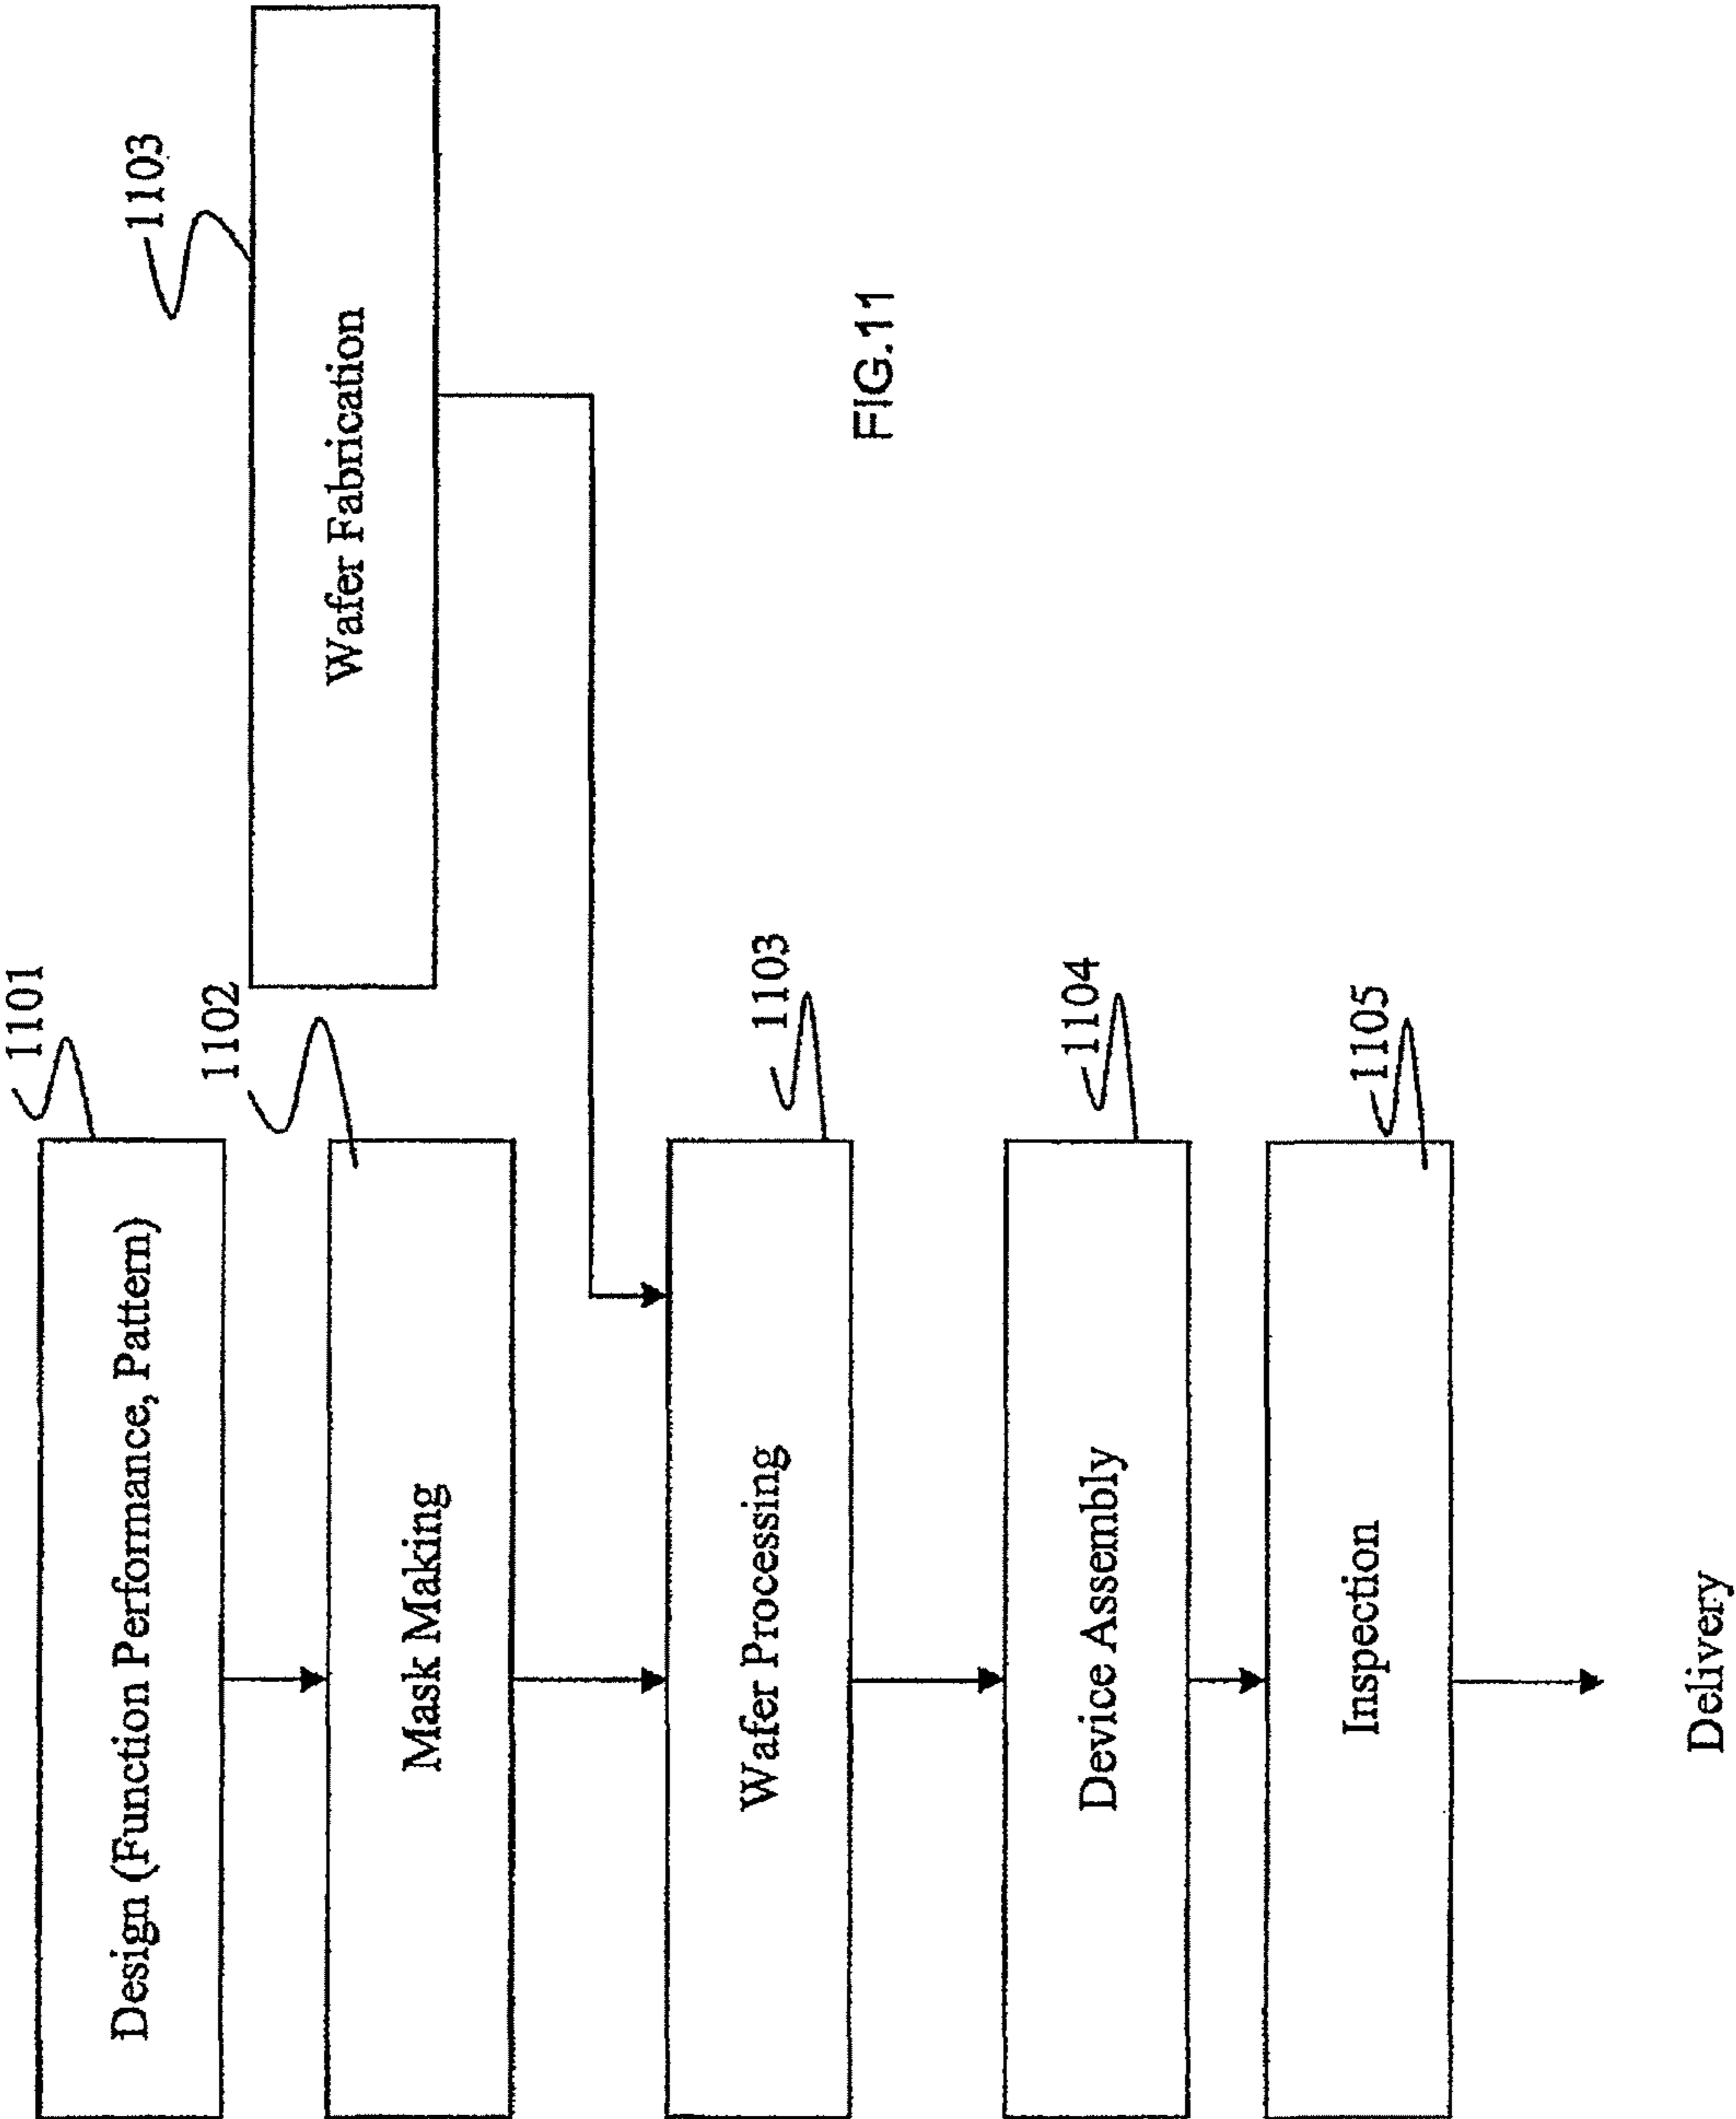 1101
Design (Function Performance, Pattern)
1102
Mask Making
1103
Wafer Fabrication
1103
Wafer Processing
1104
Device Assembly
1105
Inspection
Delivery
FIG.11